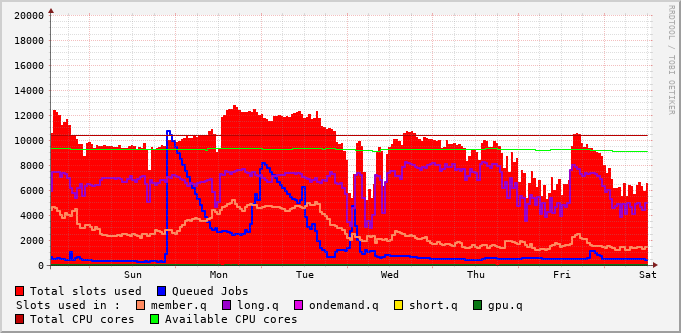 RRDTOOL / TOBI OETIKER
20000
18000
16000
14000
12000
10000
8000
6000
4000
2000
0
Sun Mon Tue Wed Thu Fri Sat
Total slots used Queued Jobs
Slots used in : member.q long.q ondemand.q short.q gpu.q
Total CPU cores Available CPU cores